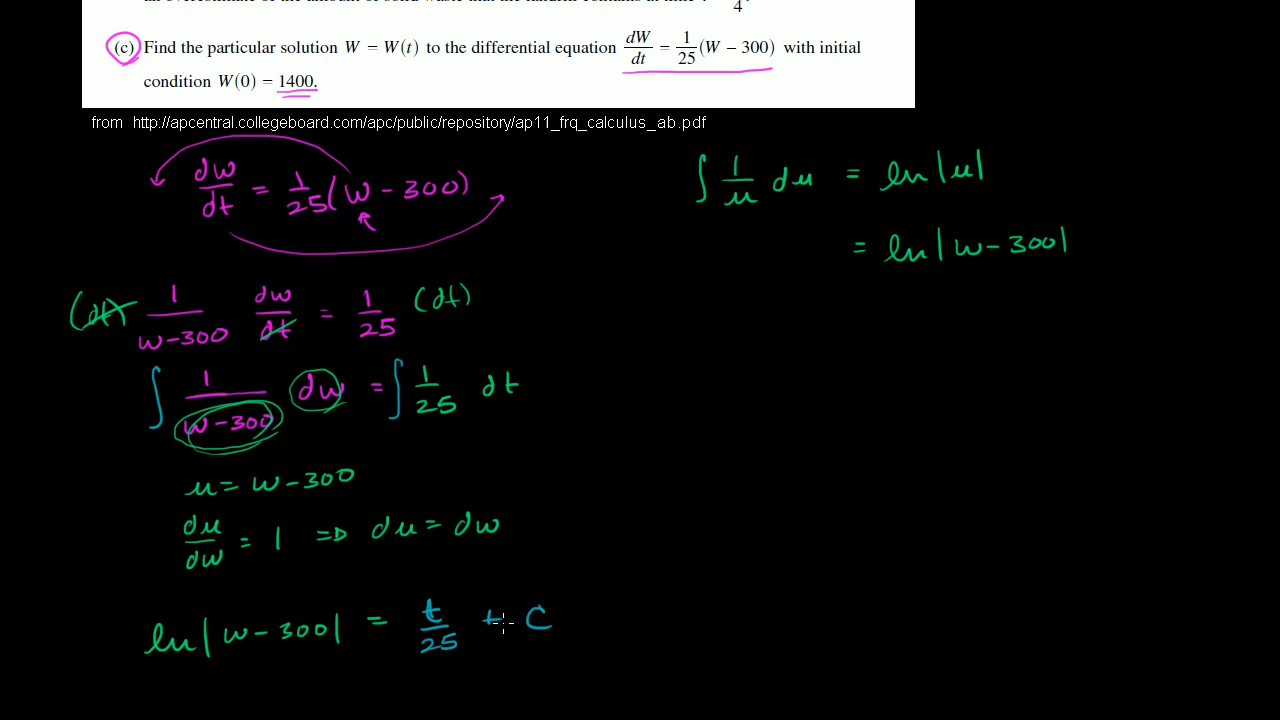 4
(c) Find the particular solution W = W(t) to the differential equation dW/dt = 1/25 (W − 300) with initial
condition W(0) = 1400.
from http://apcentral.collegeboard.com/apc/public/repository/ap11_frq_calculus_ab.pdf
dw/dt = 1/25 (w − 300)
∫ 1/u du = ln|u|
= ln|w − 300|
(dt) 1/(w−300) dw/dt = 1/25 (dt)
∫ 1/(w−300) dw = ∫ 1/25 dt
u = w − 300
du/dw = 1 ⇒ du = dw
ln|w − 300| = t/25 + C